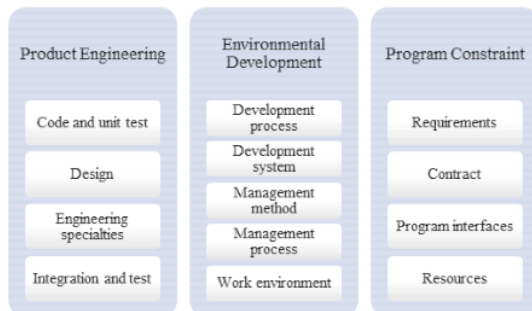 Product Engineering
Code and unit test
Design
Engineering
specialties
Integration and test
Environmental
Development
Development
process
Development
system
Management
method
Management
process
Work environment
Program Constraint
Requirements
Contract
Program interfaces
Resources